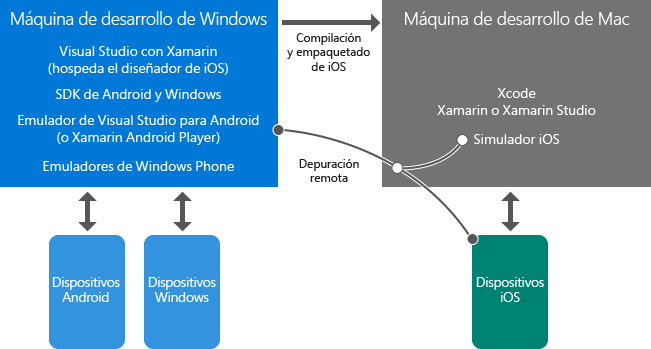 Máquina de desarrollo de Windows
Visual Studio con Xamarin
(hospeda el diseñador de iOS)
SDK de Android y Windows
Emulador de Visual Studio para Android
(o Xamarin Android Player)
Emuladores de Windows Phone
Compilación
y empaquetado
de iOS
Depuración
remota
Máquina de desarrollo de Mac
Xcode
Xamarin o Xamarin Studio
Simulador iOS
Dispositivos
Android
Dispositivos
Windows
Dispositivos
iOS